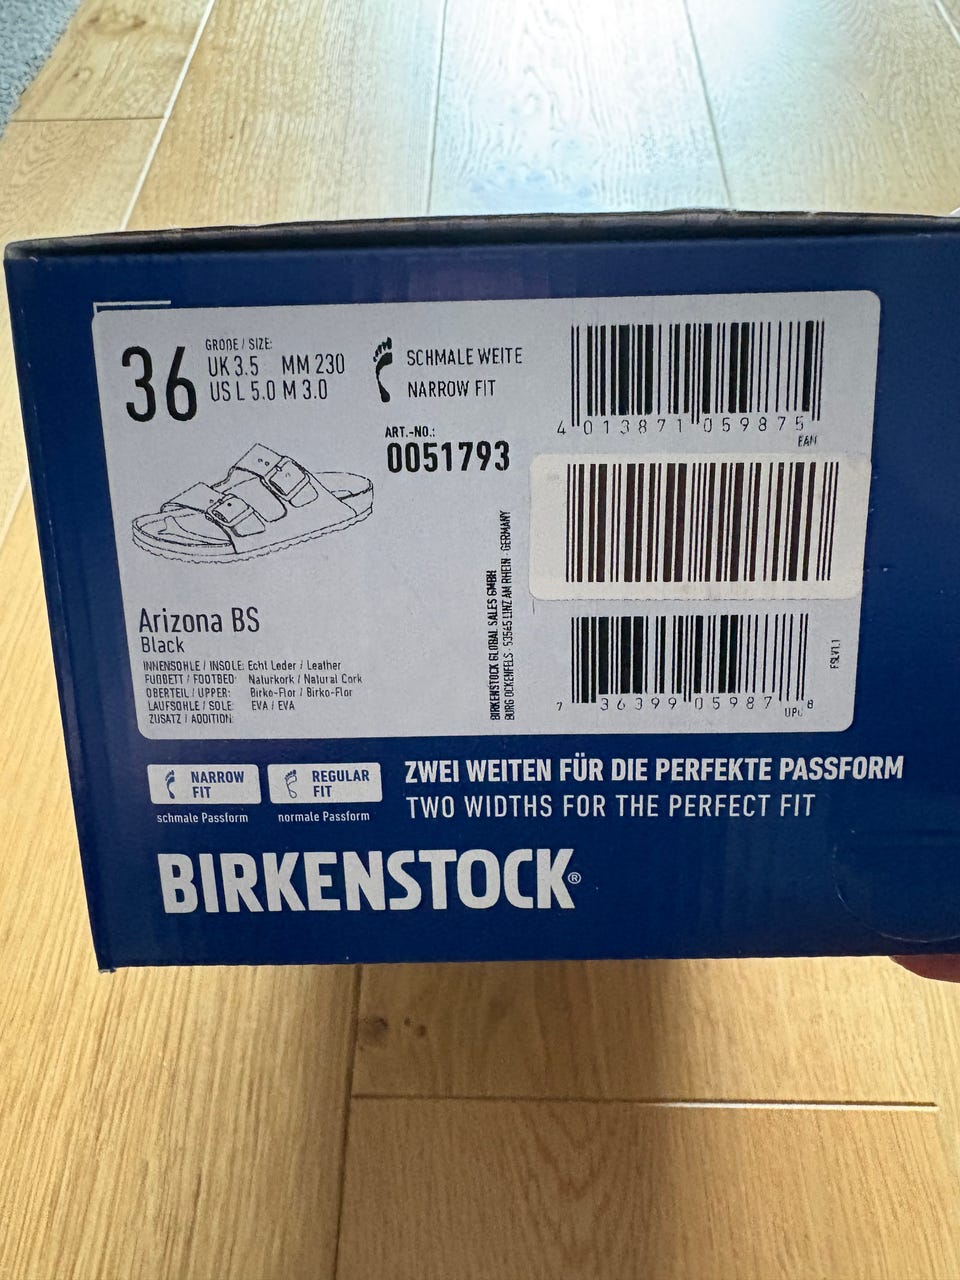 36
GRÖßE / SIZE:
UK 3.5 MM 230
US L 5.0 M 3.0
SCHMALE WEITE
NARROW FIT
ART.-NO.:
0051793
4 013871 059875
EAN
Arizona BS
Black
INNENSOHLE / INSOLE: Echt Leder / Leather
FUßBETT / FOOTBED: Naturkork / Natural Cork
OBERTEIL / UPPER: Birko-Flor / Birko-Flor
LAUFSOHLE / SOLE: EVA / EVA
ZUSATZ / ADDITION:
BIRKENSTOCK GLOBAL SALES GMBH
BURG OCKENFELS · 53545 LINZ AM RHEIN · GERMANY
7 36399 05987 8
UPC
FSLV1.1
NARROW FIT
schmale Passform
REGULAR FIT
normale Passform
ZWEI WEITEN FÜR DIE PERFEKTE PASSFORM
TWO WIDTHS FOR THE PERFECT FIT
BIRKENSTOCK®